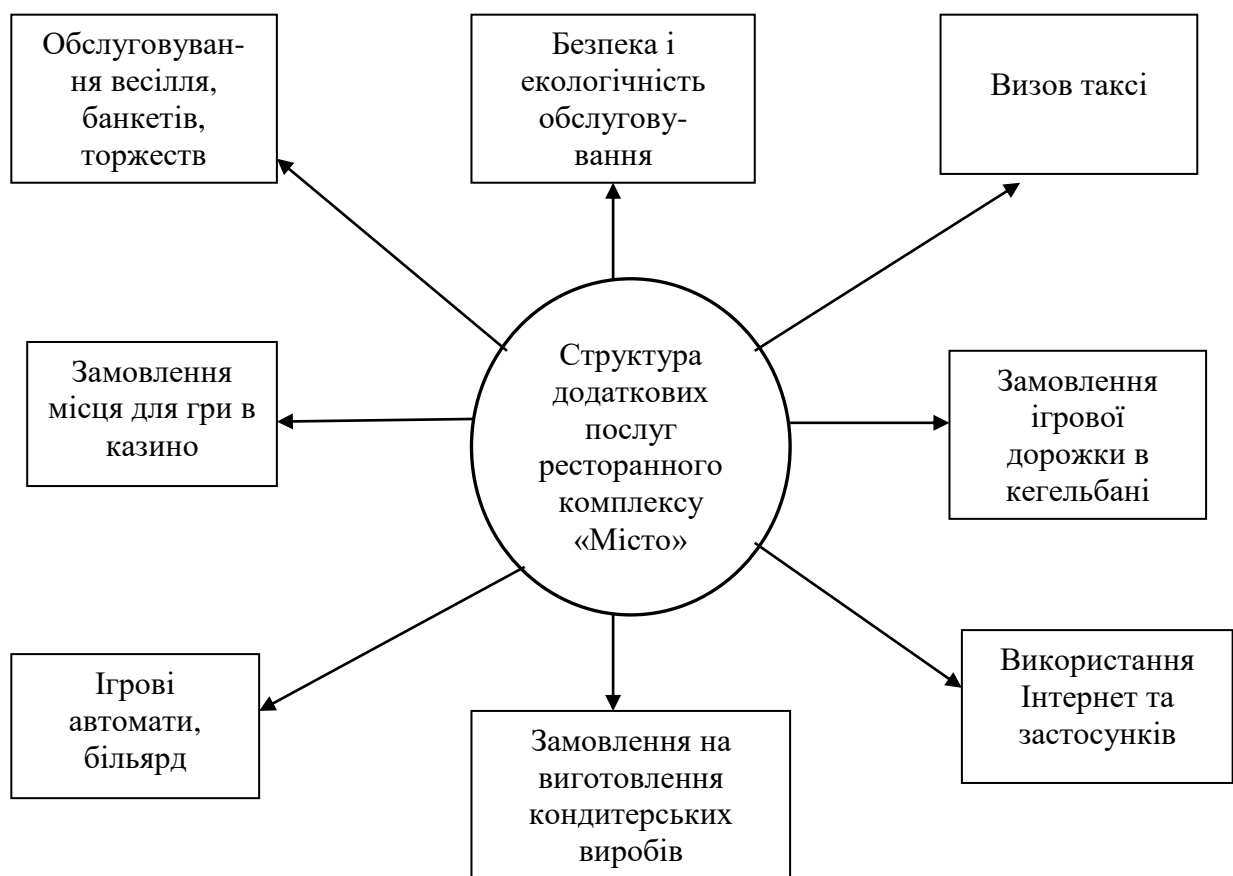 Обслуговуван-
ня весілля,
банкетів,
торжеств
Безпека і
екологічність
обслугову-
вання
Визов таксі
Замовлення
місця для гри в
казино
Структура
додаткових
послуг
ресторанного
комплексу
«Місто»
Замовлення
ігрової
дорожки в
кегельбані
Ігрові
автомати,
більярд
Замовлення на
виготовлення
кондитерських
виробів
Використання
Інтернет та
застосунків